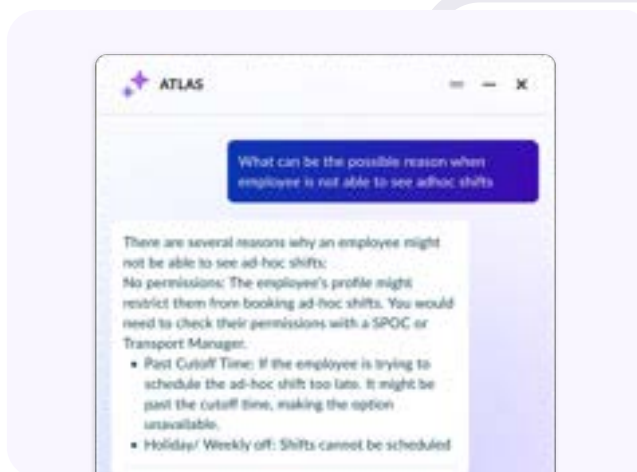 ATLAS
What can be the possible reason when
employee is not able to see adhoc shifts
There are several reasons why an employee might
not be able to see ad-hoc shifts:
No permissions: The employee's profile might
restrict them from booking ad-hoc shifts. You would
need to check their permissions with a SPOC or
Transport Manager.
• Past Cutoff Time: If the employee is trying to
schedule the ad-hoc shift too late. It might be
past the cutoff time, making the option
unavailable.
• Holiday/ Weekly off: Shifts cannot be scheduled